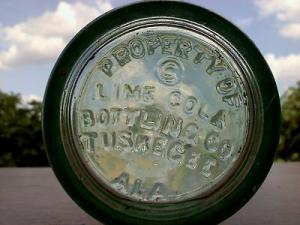 PROPERTY OF
©
LIME COLA
BOTTLING CO.
TUSKEGEE
ALA.